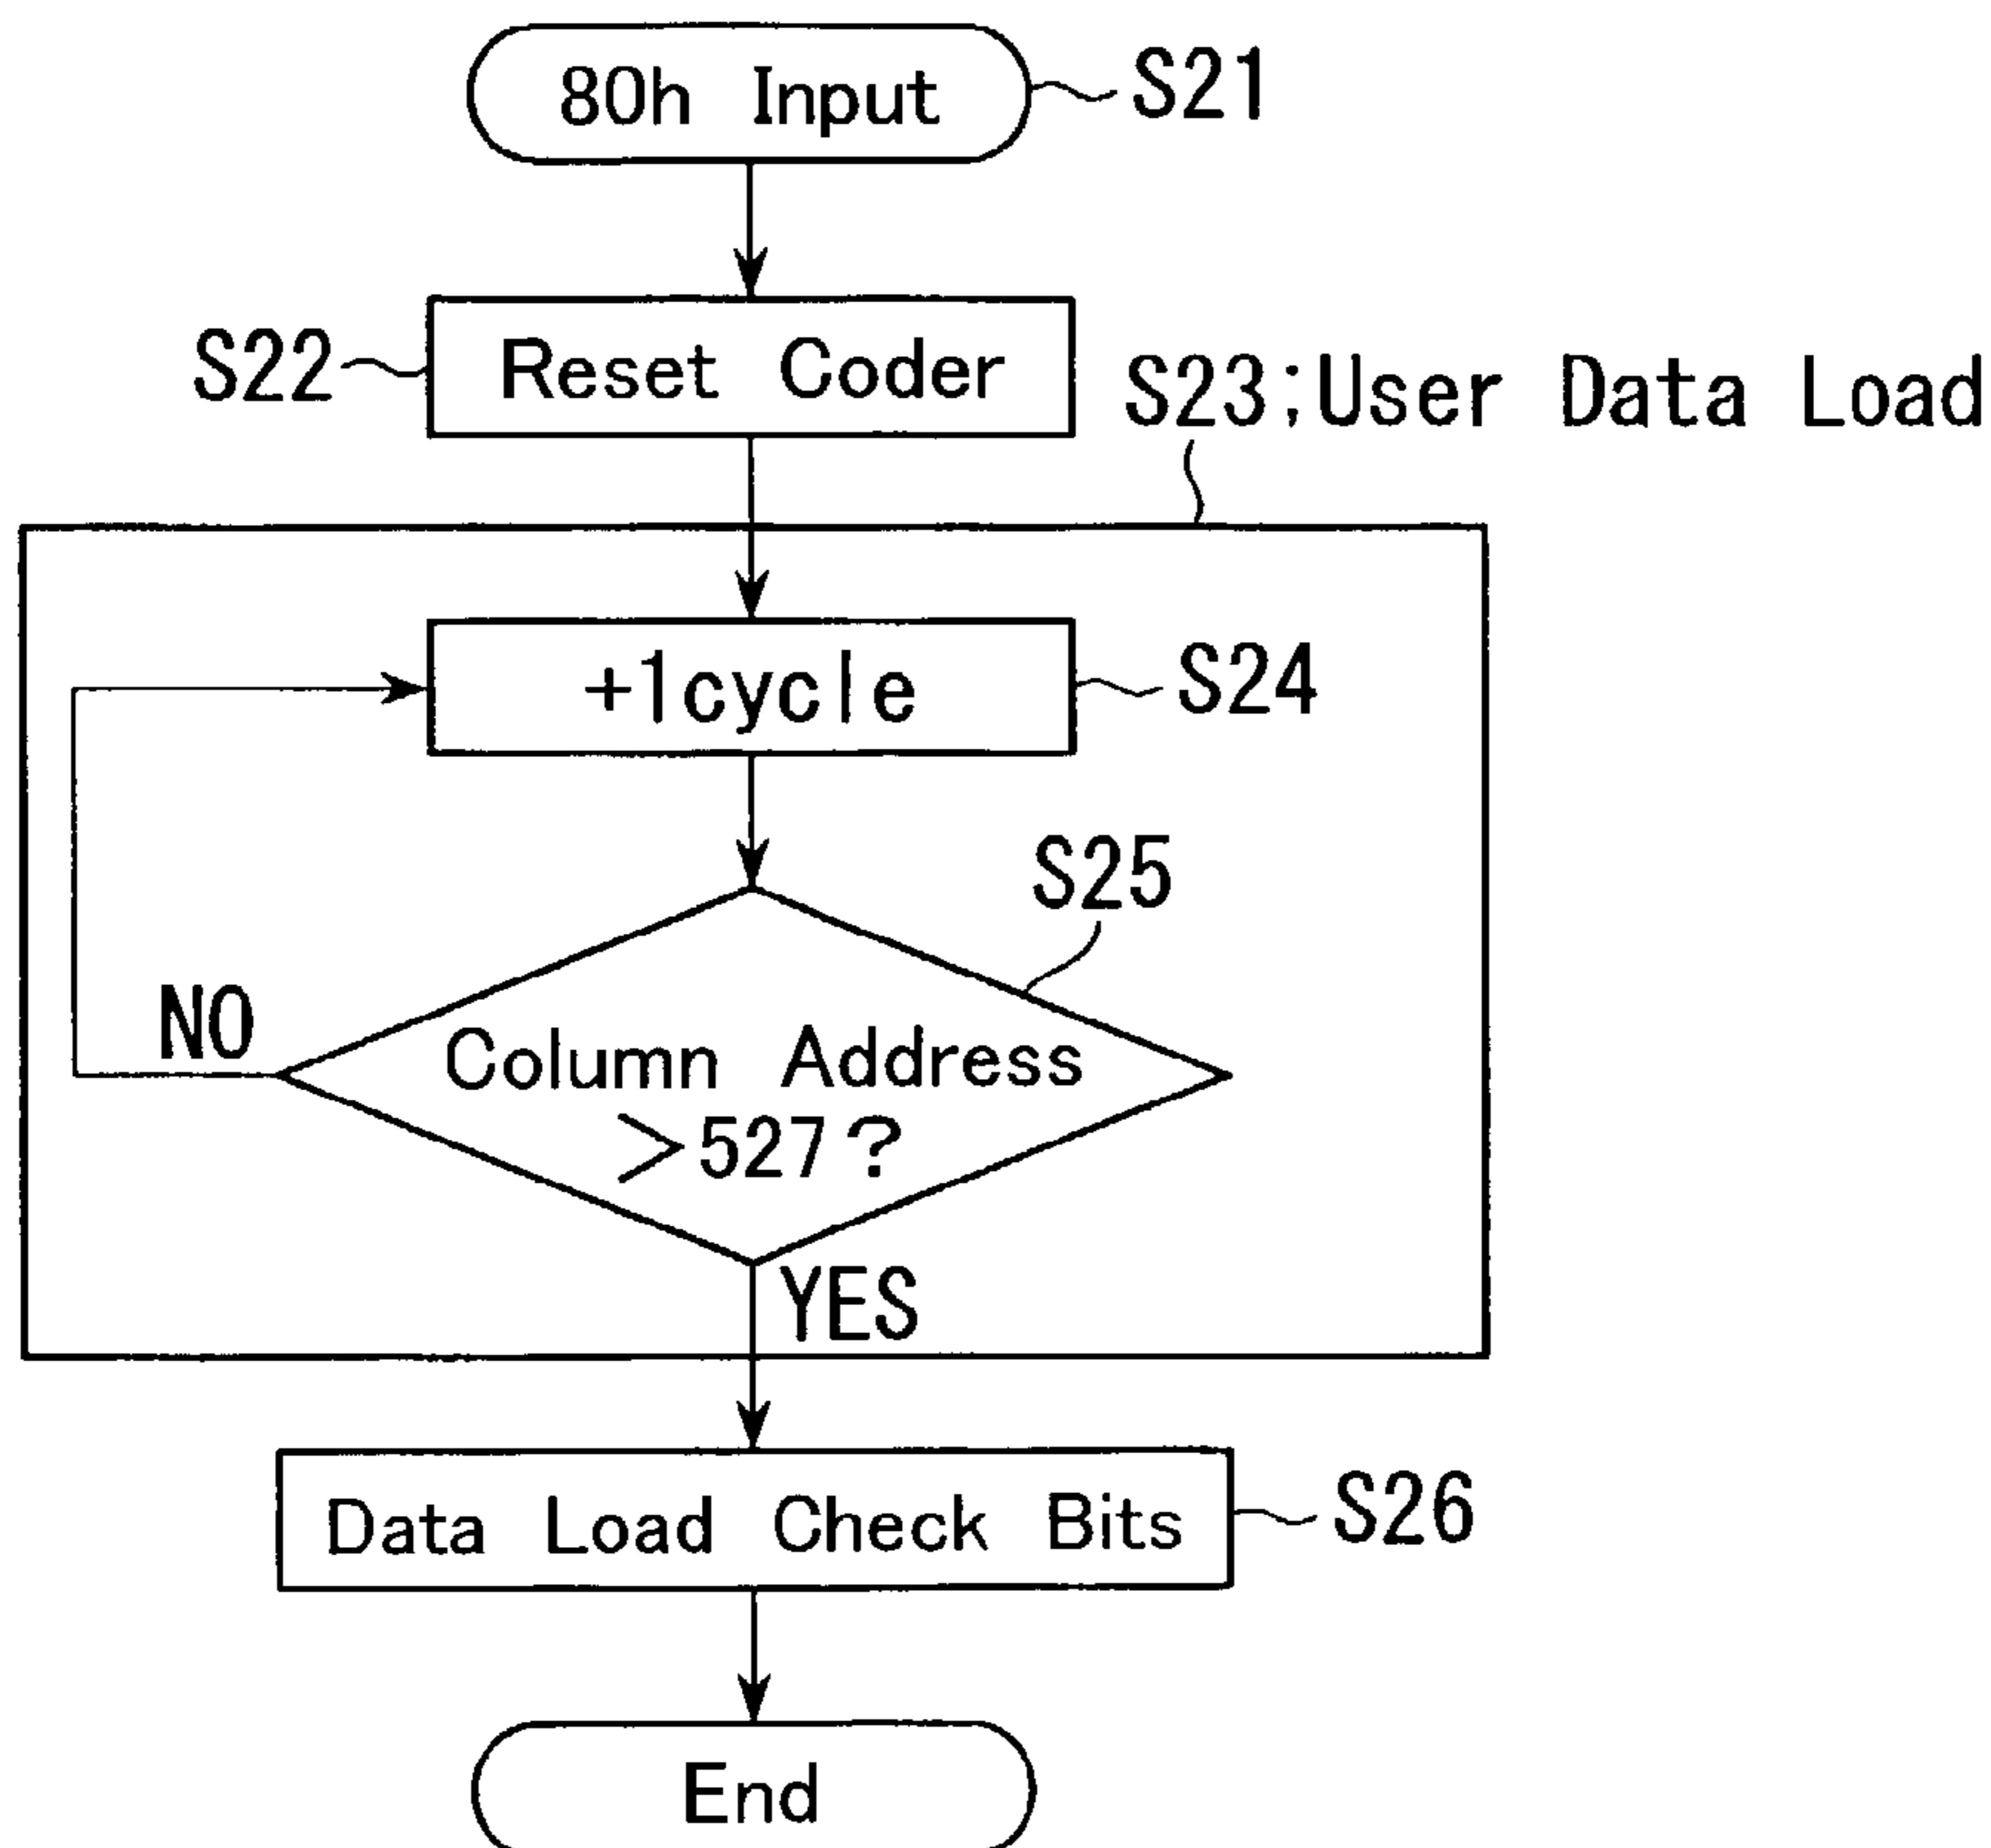 80h Input
S21
S22
Reset Coder
S23;User Data Load
+1cycle
S24
S25
NO
Column Address
>527?
YES
Data Load Check Bits
S26
End